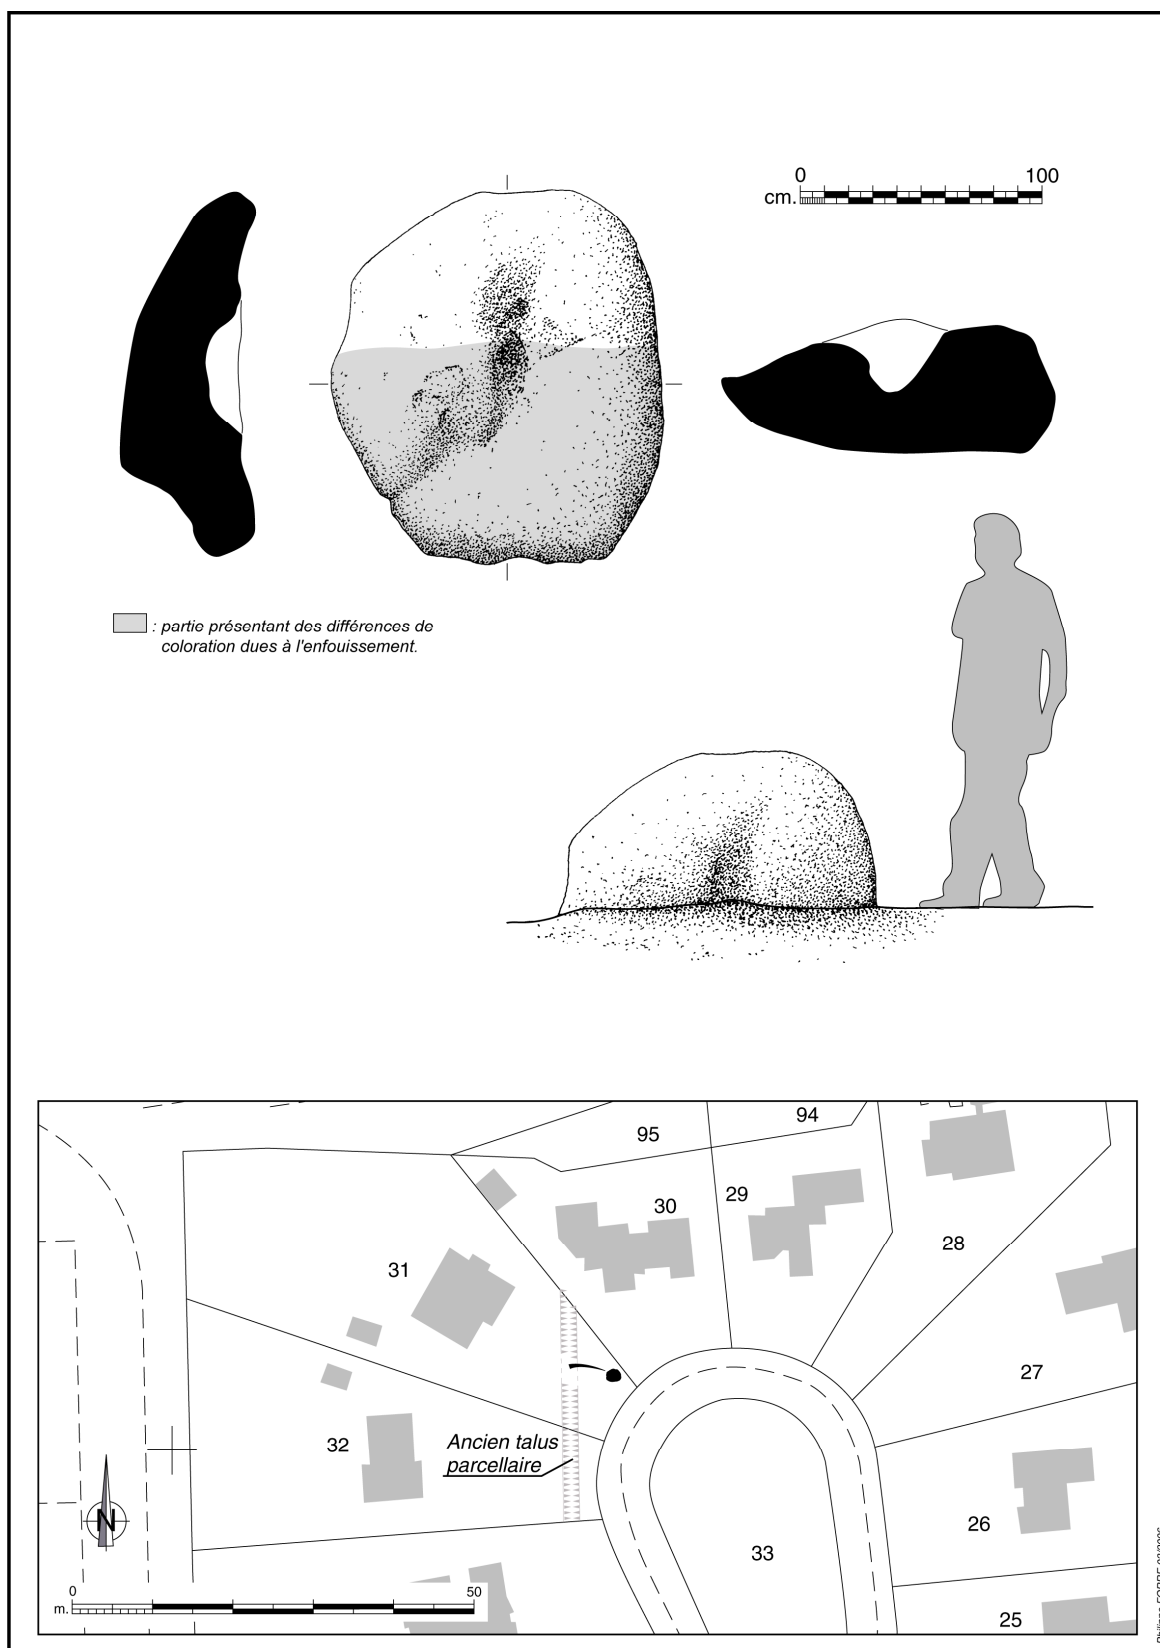 0 100
cm.
: partie présentant des différences de
coloration dues à l'enfouissement.
94
95
29
30
28
31
27
32
Ancien talus
parcellaire
N
26
33
0 50
m.
25